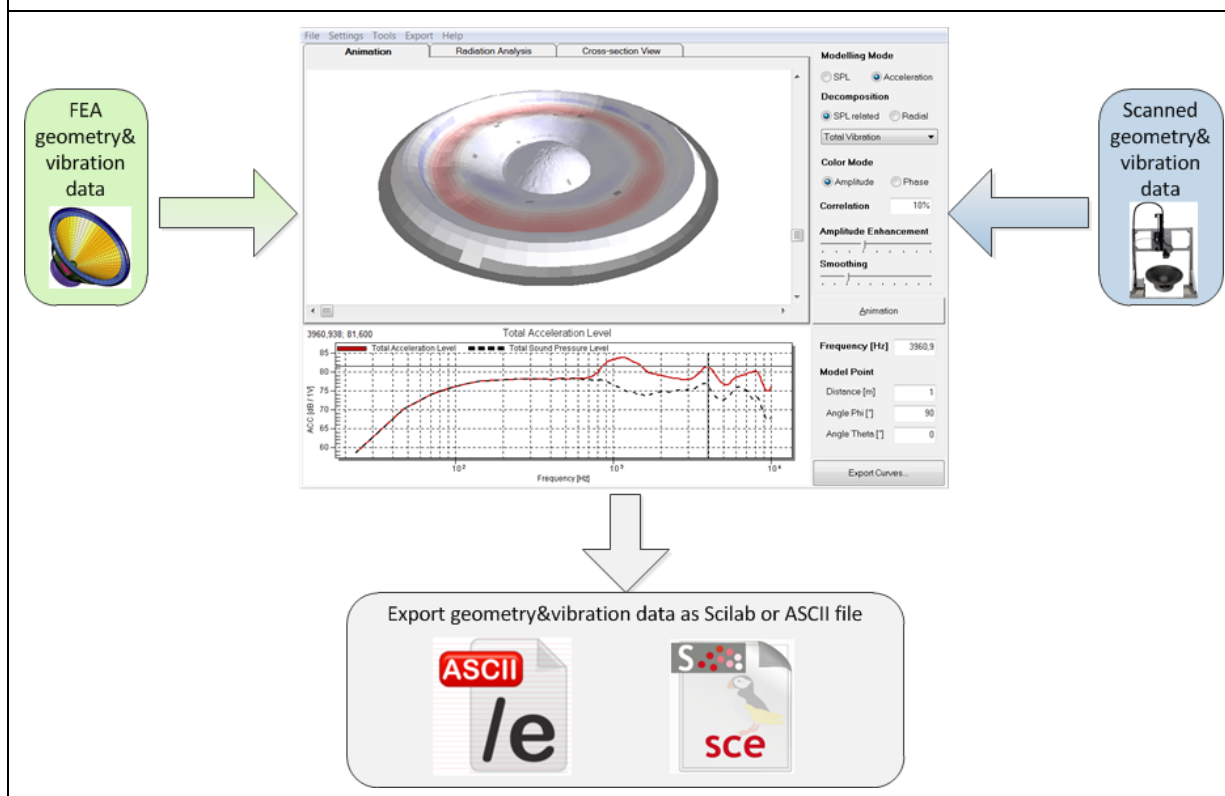 File Settings Tools Export Help
Animation Radiation Analysis Cross-section View
FEA
geometry&
vibration
data
Modelling Mode
SPL Acceleration
Decomposition
SPL related Radial
Total Vibration
Color Mode
Amplitude Phase
Correlation 10%
Amplitude Enhancement
Smoothing
Animation
Scanned
geometry&
vibration
data
3960,938; 81,600 Total Acceleration Level
Total Acceleration Level Total Sound Pressure Level
ACC [dB / 1V]
85
80
75
70
65
60
10² 10³ 10⁴
Frequency [Hz]
Frequency [Hz] 3960,9
Model Point
Distance [m] 1
Angle Phi [°] 90
Angle Theta [°] 0
Export Curves...
Export geometry&vibration data as Scilab or ASCII file
ASCII
/e
S
sce